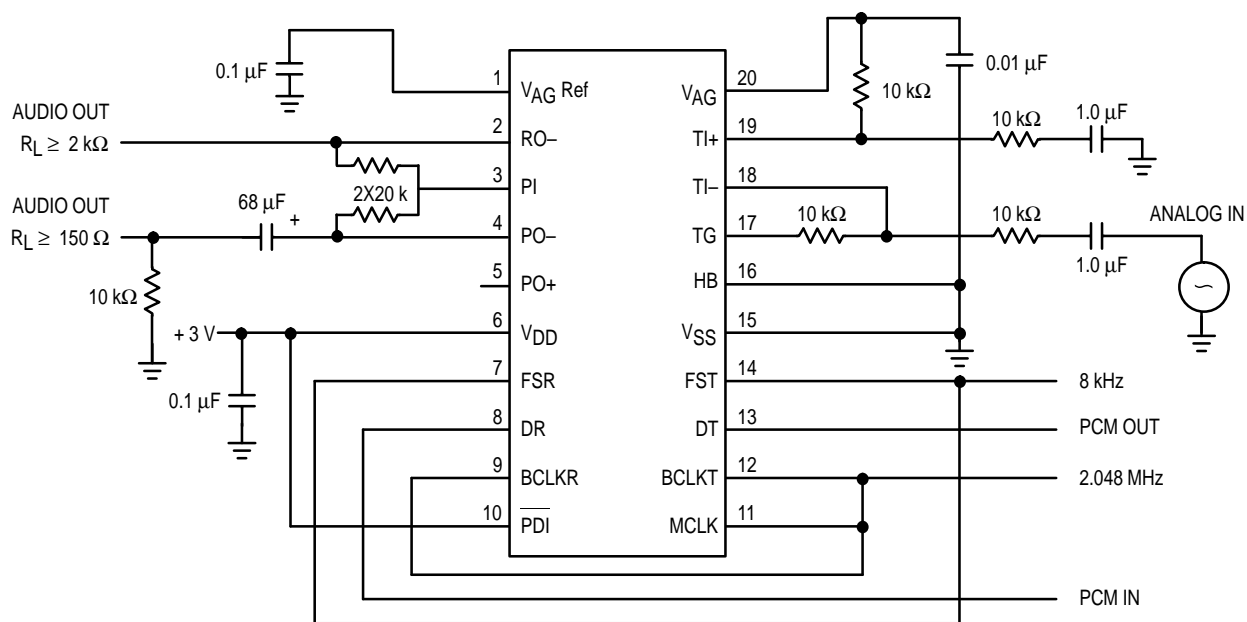 0.1 µF
AUDIO OUT
RL ≥ 2 kΩ
AUDIO OUT
RL ≥ 150 Ω
68 µF
+
2X20 k
10 kΩ
+ 3 V
0.1 µF
1 VAG Ref
2 RO–
3 PI
4 PO–
5 PO+
6 VDD
7 FSR
8 DR
9 BCLKR
10 PDI
VAG 20
TI+ 19
TI– 18
TG 17
HB 16
VSS 15
FST 14
DT 13
BCLKT 12
MCLK 11
10 kΩ
0.01 µF
10 kΩ
1.0 µF
10 kΩ
10 kΩ
1.0 µF
ANALOG IN
8 kHz
PCM OUT
2.048 MHz
PCM IN